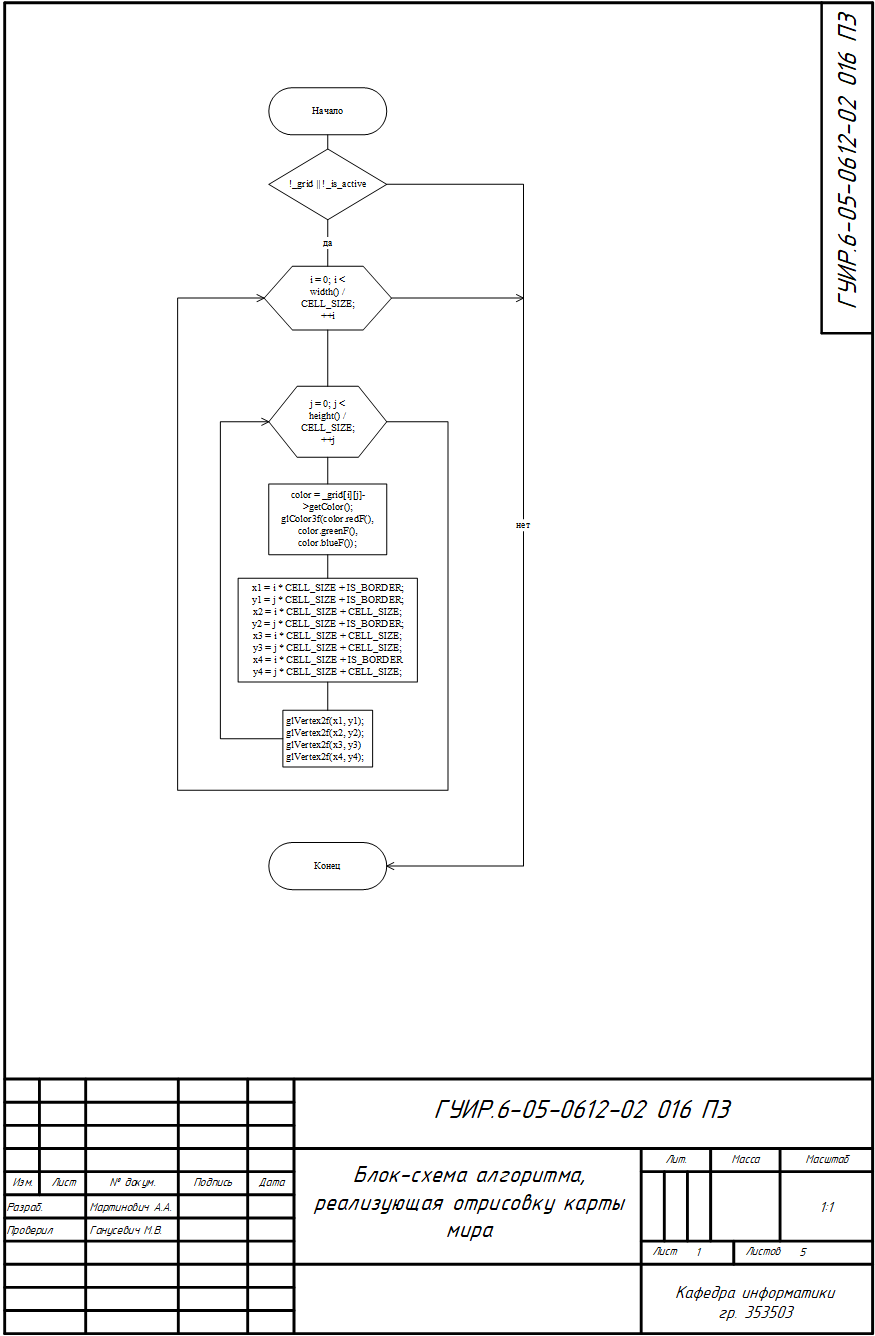 ГУИР.6-05-0612-02 016 ПЗ
Начало
!_grid || !_is_active
да
i = 0; i <
width() /
CELL_SIZE;
++i
j = 0; j <
height() /
CELL_SIZE;
++j
color = _grid[i][j]-
>getColor();
glColor3f(color.redF(),
color.greenF(),
color.blueF());
нет
x1 = i * CELL_SIZE + IS_BORDER;
y1 = j * CELL_SIZE + IS_BORDER;
x2 = i * CELL_SIZE + CELL_SIZE;
y2 = j * CELL_SIZE + IS_BORDER;
x3 = i * CELL_SIZE + CELL_SIZE;
y3 = j * CELL_SIZE + CELL_SIZE;
x4 = i * CELL_SIZE + IS_BORDER
y4 = j * CELL_SIZE + CELL_SIZE;
glVertex2f(x1, y1);
glVertex2f(x2, y2);
glVertex2f(x3, y3)
glVertex2f(x4, y4);
Конец
ГУИР.6-05-0612-02 016 ПЗ
Изм. Лист № докум. Подпись Дата
Разраб. Мартинович А.А.
Проверил Ганусевич М.В.
Блок-схема алгоритма,
реализующая отрисовку карты
мира
Лит. Масса Масштаб
1:1
Лист 1 Листов 5
Кафедра информатики
гр. 353503